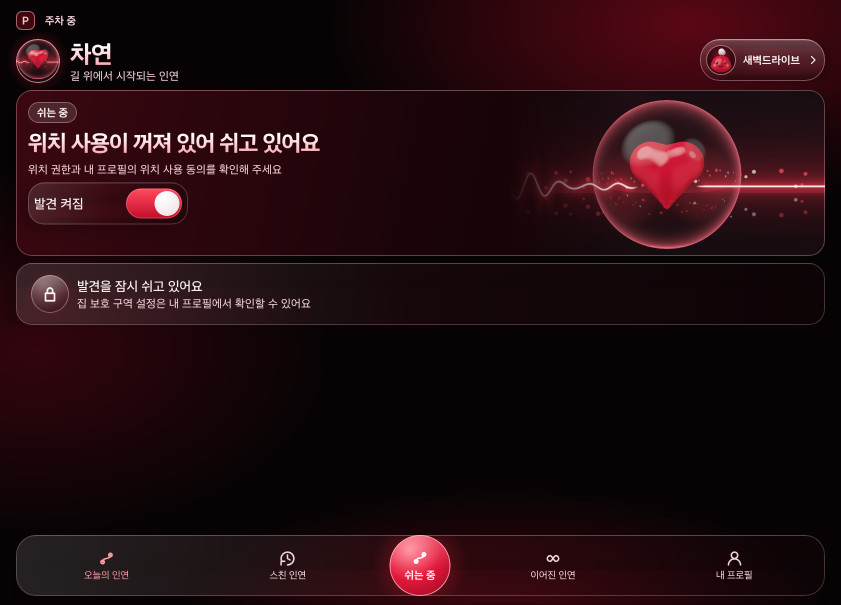 P 주차 중
차연
길 위에서 시작되는 인연
새벽드라이브
쉬는 중
위치 사용이 꺼져 있어 쉬고 있어요
위치 권한과 내 프로필의 위치 사용 동의를 확인해 주세요
발견 켜짐
발견을 잠시 쉬고 있어요
집 보호 구역 설정은 내 프로필에서 확인할 수 있어요
오늘의 인연
스친 인연
쉬는 중
이어진 인연
내 프로필